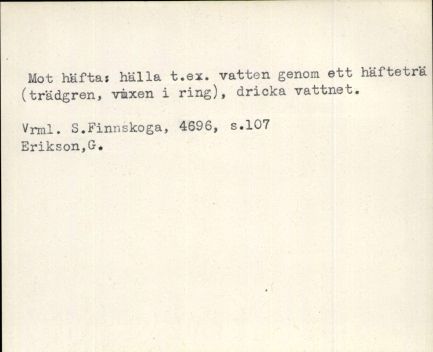 Mot häfta: hälla t.ex. vatten genom ett häfteträ
(trädgren, växen i ring), dricka vattnet.
Vrml. S.Finnskoga, 4696, s.107
Erikson,G.